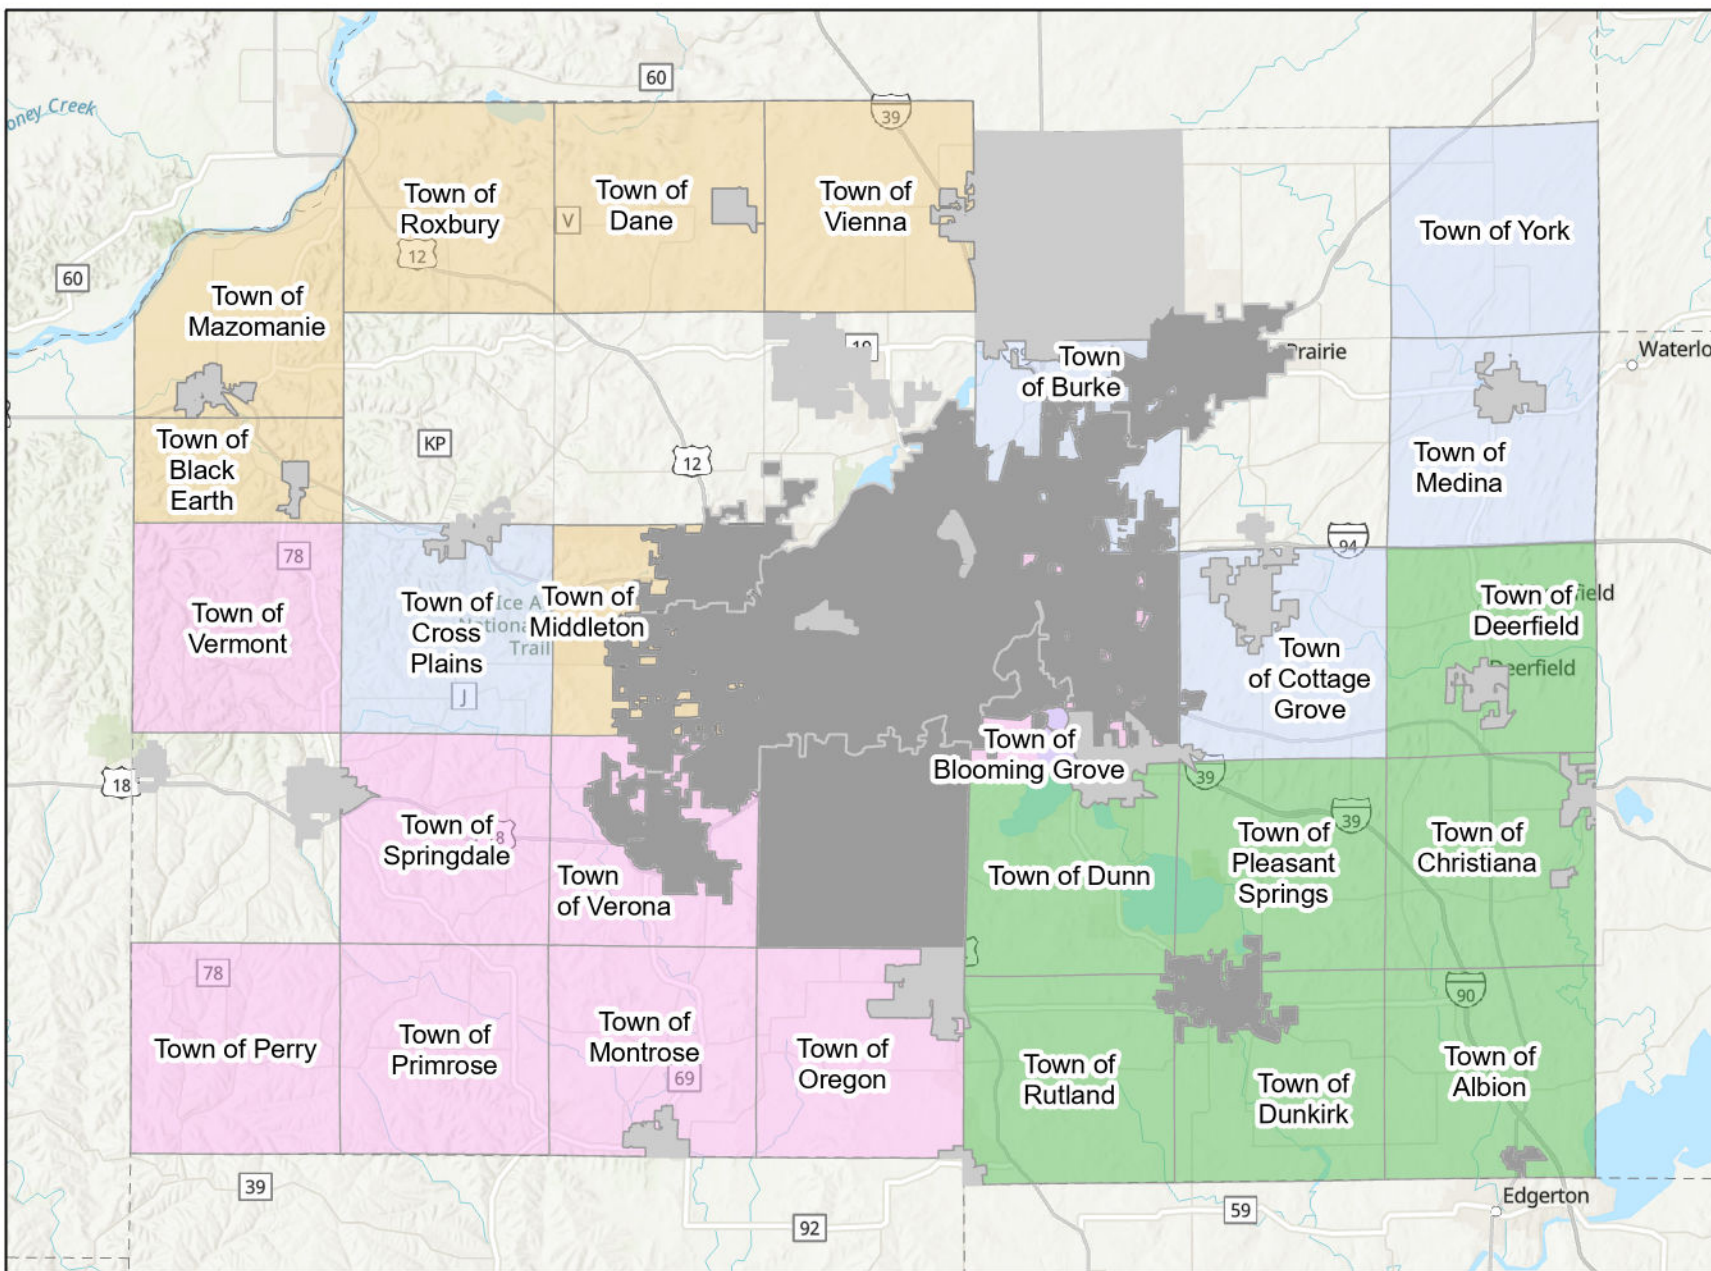 60
oney Creek
39
Town of
Roxbury
Town of
Dane
Town of
Vienna
V
12
Town of York
60
Town of
Mazomanie
19
Town
of Burke
Prairie
Waterlo
KP
12
Town of
Black
Earth
Town of
Medina
94
78
Town of
Vermont
Town of
Cross
Plains
Ice A
Nationa
Trail
J
Town of
Middleton
Town of
Deerfield
field
Deerfield
Town
of Cottage
Grove
Town of
Blooming Grove
18
39
39
Town of
Springdale
8
Town
of Verona
Town of Dunn
Town of
Pleasant
Springs
Town of
Christiana
78
90
Town of Perry
Town of
Primrose
Town of
Montrose
69
Town of
Oregon
Town of
Rutland
Town of
Dunkirk
Town of
Albion
39
92
59
Edgerton